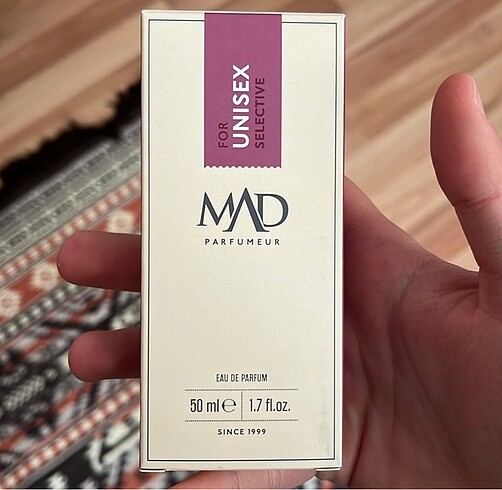 FOR
UNISEX
SELECTIVE
MAD
PARFUMEUR
EAU DE PARFUM
50 ml ℮ 1.7 fl.oz.
SINCE 1999